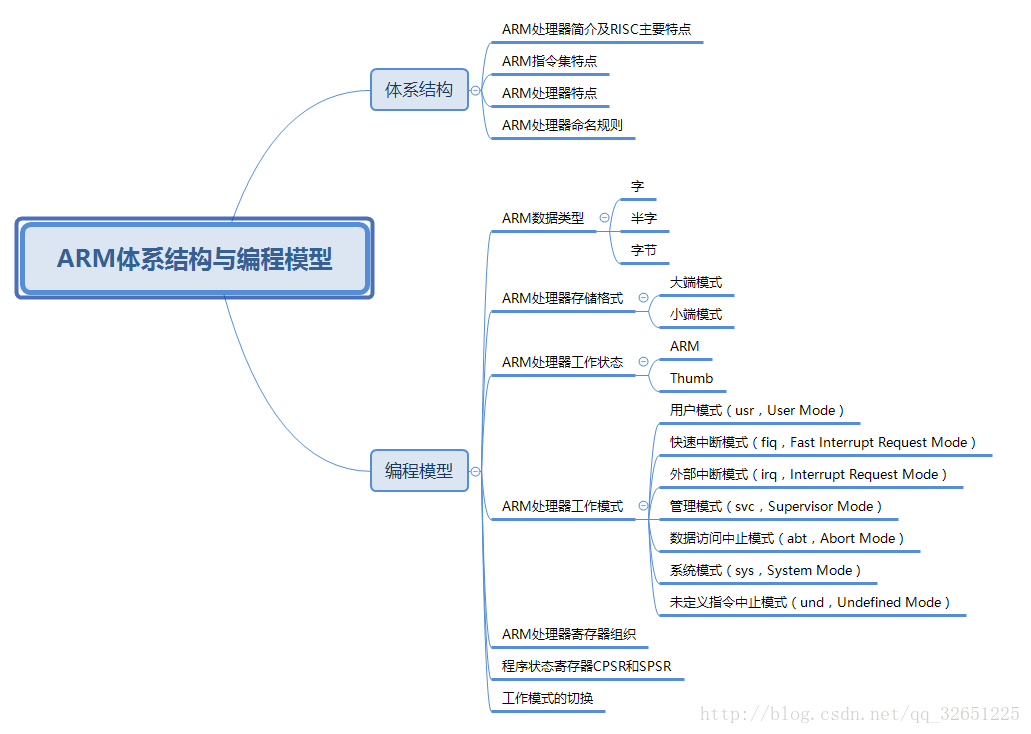 ARM体系结构与编程模型
体系结构
ARM处理器简介及RISC主要特点
ARM指令集特点
ARM处理器特点
ARM处理器命名规则
编程模型
ARM数据类型
字
半字
字节
ARM处理器存储格式
大端模式
小端模式
ARM处理器工作状态
ARM
Thumb
ARM处理器工作模式
用户模式（usr，User Mode）
快速中断模式（fiq，Fast Interrupt Request Mode）
外部中断模式（irq，Interrupt Request Mode）
管理模式（svc，Supervisor Mode）
数据访问中止模式（abt，Abort Mode）
系统模式（sys，System Mode）
未定义指令中止模式（und，Undefined Mode）
ARM处理器寄存器组织
程序状态寄存器CPSR和SPSR
工作模式的切换
http://blog.csdn.net/qq_32651225